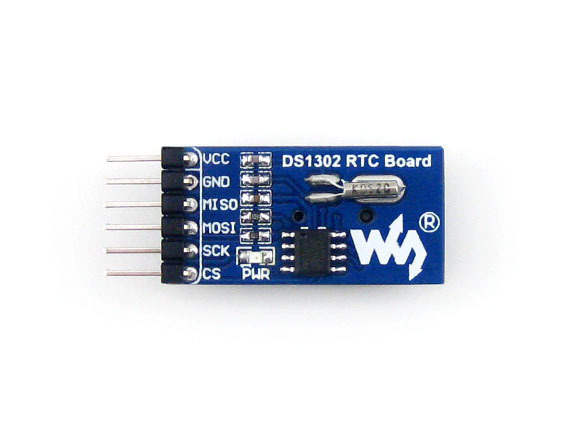 DS1302 RTC Board
VCC
GND
MISO
MOSI
SCK
CS
PWR
®